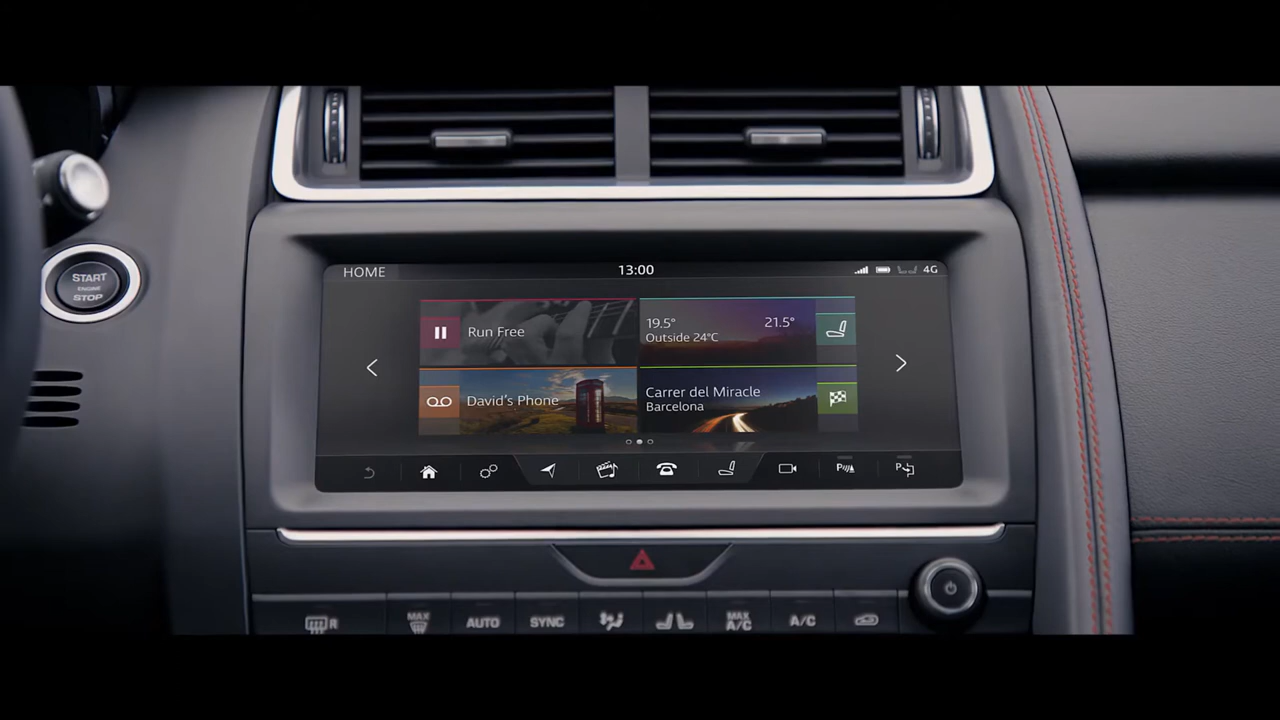 HOME
13:00
4G
START
ENGINE
STOP
Run Free
19.5°
21.5°
Outside 24°C
David's Phone
Carrer del Miracle
Barcelona
R
MAX
AUTO
SYNC
MAX
A/C
A/C